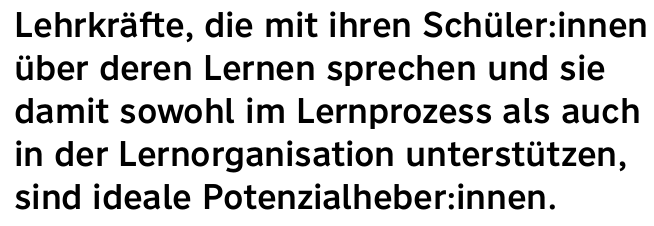 Lehrkräfte, die mit ihren Schüler:innen
über deren Lernen sprechen und sie
damit sowohl im Lernprozess als auch
in der Lernorganisation unterstützen,
sind ideale Potenzialheber:innen.